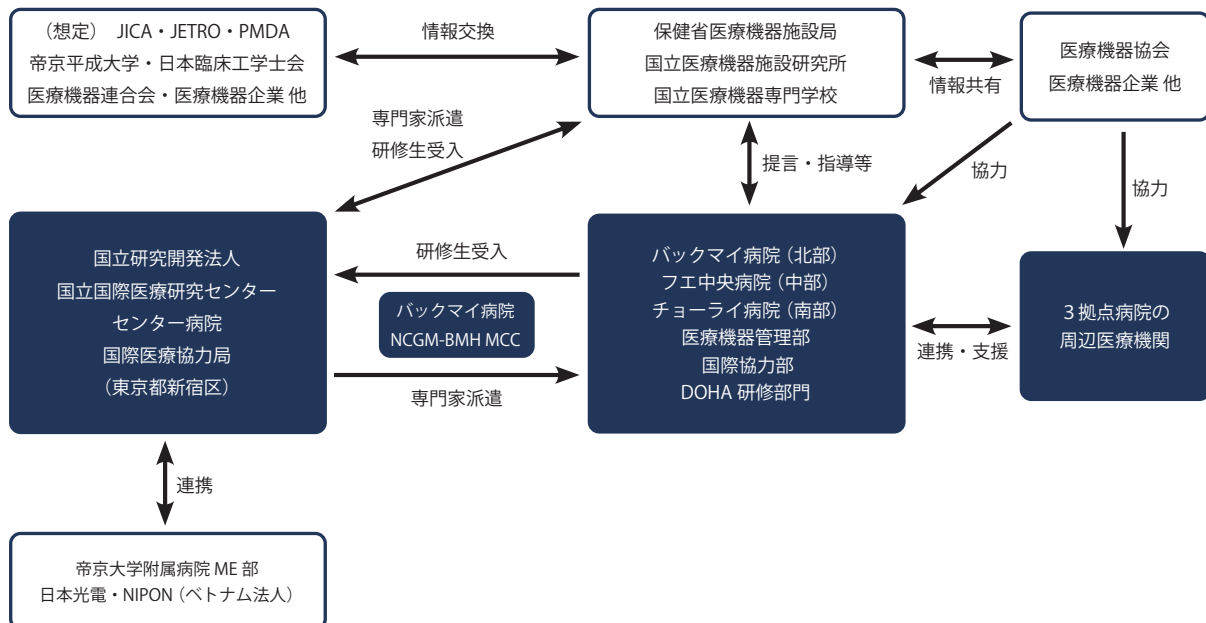 （想定） JICA・JETRO・PMDA
帝京平成大学・日本臨床工学士会
医療機器連合会・医療機器企業 他
情報交換
保健省医療機器施設局
国立医療機器施設研究所
国立医療機器専門学校
情報共有
医療機器協会
医療機器企業 他
専門家派遣
研修生受入
提言・指導等
協力
協力
国立研究開発法人
国立国際医療研究センター
センター病院
国際医療協力局
（東京都新宿区）
研修生受入
バックマイ病院
NCGM-BMH MCC
専門家派遣
バックマイ病院（北部）
フエ中央病院（中部）
チョーライ病院（南部）
医療機器管理部
国際協力部
DOHA 研修部門
連携・支援
３拠点病院の
周辺医療機関
連携
帝京大学附属病院 ME 部
日本光電・NIPON（ベトナム法人）